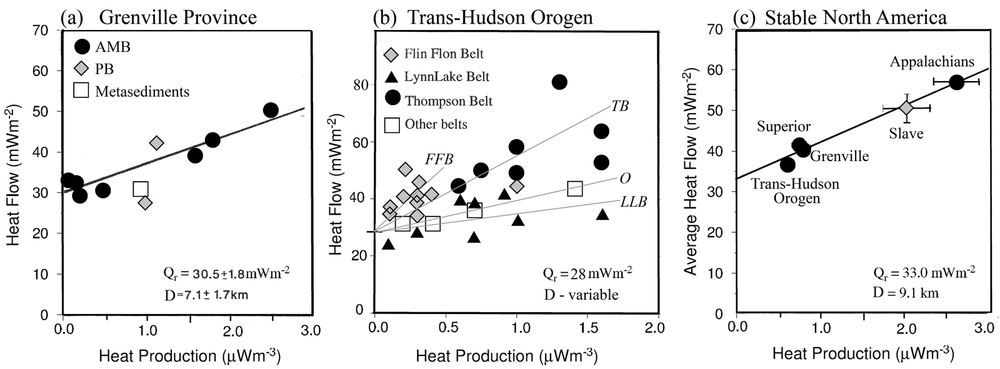 (a) Grenville Province
70
60
50
40
30
20
10
0
Heat Flow (mWm-2)
AMB
PB
Metasediments
Qr = 30.5±1.8mWm-2
D=7.1± 1.7km
0.0 1.0 2.0 3.0
Heat Production (µWm-3)
(b) Trans-Hudson Orogen
80
60
40
20
0
Heat Flow (mWm-2)
Flin Flon Belt
LynnLake Belt
Thompson Belt
Other belts
TB
FFB
O
LLB
Qr = 28 mWm-2
D - variable
0.0 0.5 1.0 1.5 2.0
Heat Production (µWm-3)
(c) Stable North America
70
60
50
40
30
20
10
0
Average Heat Flow (mWm-2)
Appalachians
Superior
Slave
Grenville
Trans-Hudson
Orogen
Qr = 33.0 mWm-2
D = 9.1 km
0.0 1.0 2.0 3.0
Heat Production (µWm-3)